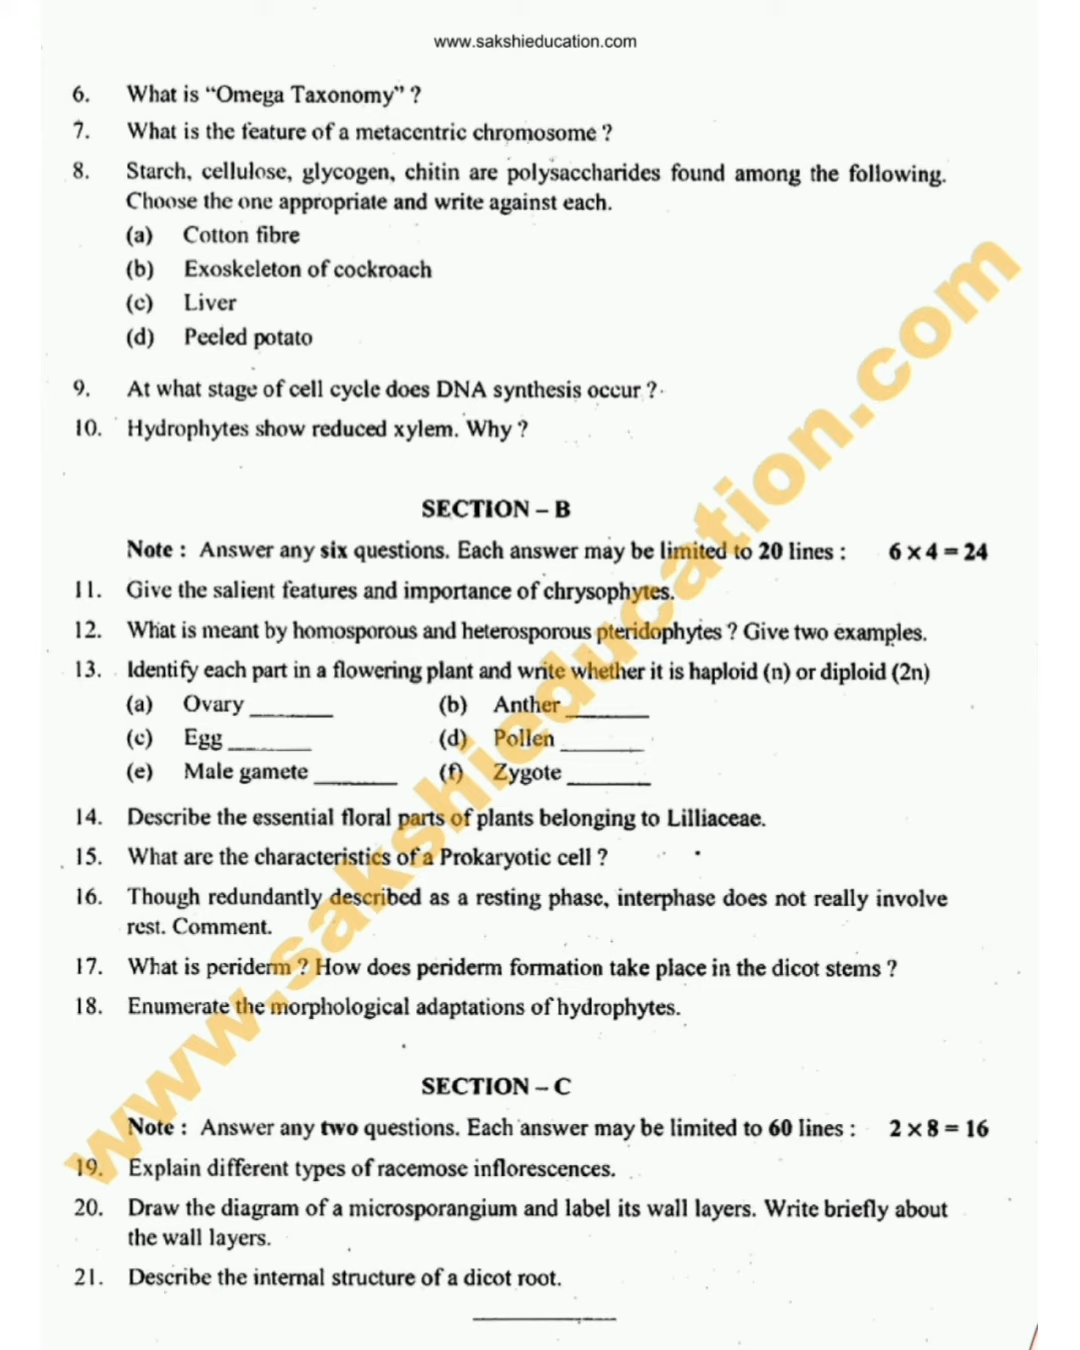 www.sakshieducation.com
6. What is “Omega Taxonomy” ?
7. What is the feature of a metacentric chromosome ?
8. Starch, cellulose, glycogen, chitin are polysaccharides found among the following.
Choose the one appropriate and write against each.
(a) Cotton fibre
(b) Exoskeleton of cockroach
(c) Liver
(d) Peeled potato
9. At what stage of cell cycle does DNA synthesis occur ?
10. Hydrophytes show reduced xylem. Why ?
SECTION – B
Note : Answer any six questions. Each answer may be limited to 20 lines : 6 × 4 = 24
11. Give the salient features and importance of chrysophytes.
12. What is meant by homosporous and heterosporous pteridophytes ? Give two examples.
13. Identify each part in a flowering plant and write whether it is haploid (n) or diploid (2n)
(a) Ovary ________ (b) Anther ________
(c) Egg ________ (d) Pollen ________
(e) Male gamete ________ (f) Zygote ________
14. Describe the essential floral parts of plants belonging to Lilliaceae.
15. What are the characteristics of a Prokaryotic cell ?
16. Though redundantly described as a resting phase, interphase does not really involve
rest. Comment.
17. What is periderm ? How does periderm formation take place in the dicot stems ?
18. Enumerate the morphological adaptations of hydrophytes.
SECTION – C
Note : Answer any two questions. Each answer may be limited to 60 lines : 2 × 8 = 16
19. Explain different types of racemose inflorescences.
20. Draw the diagram of a microsporangium and label its wall layers. Write briefly about
the wall layers.
21. Describe the internal structure of a dicot root.
www.sakshieducation.com